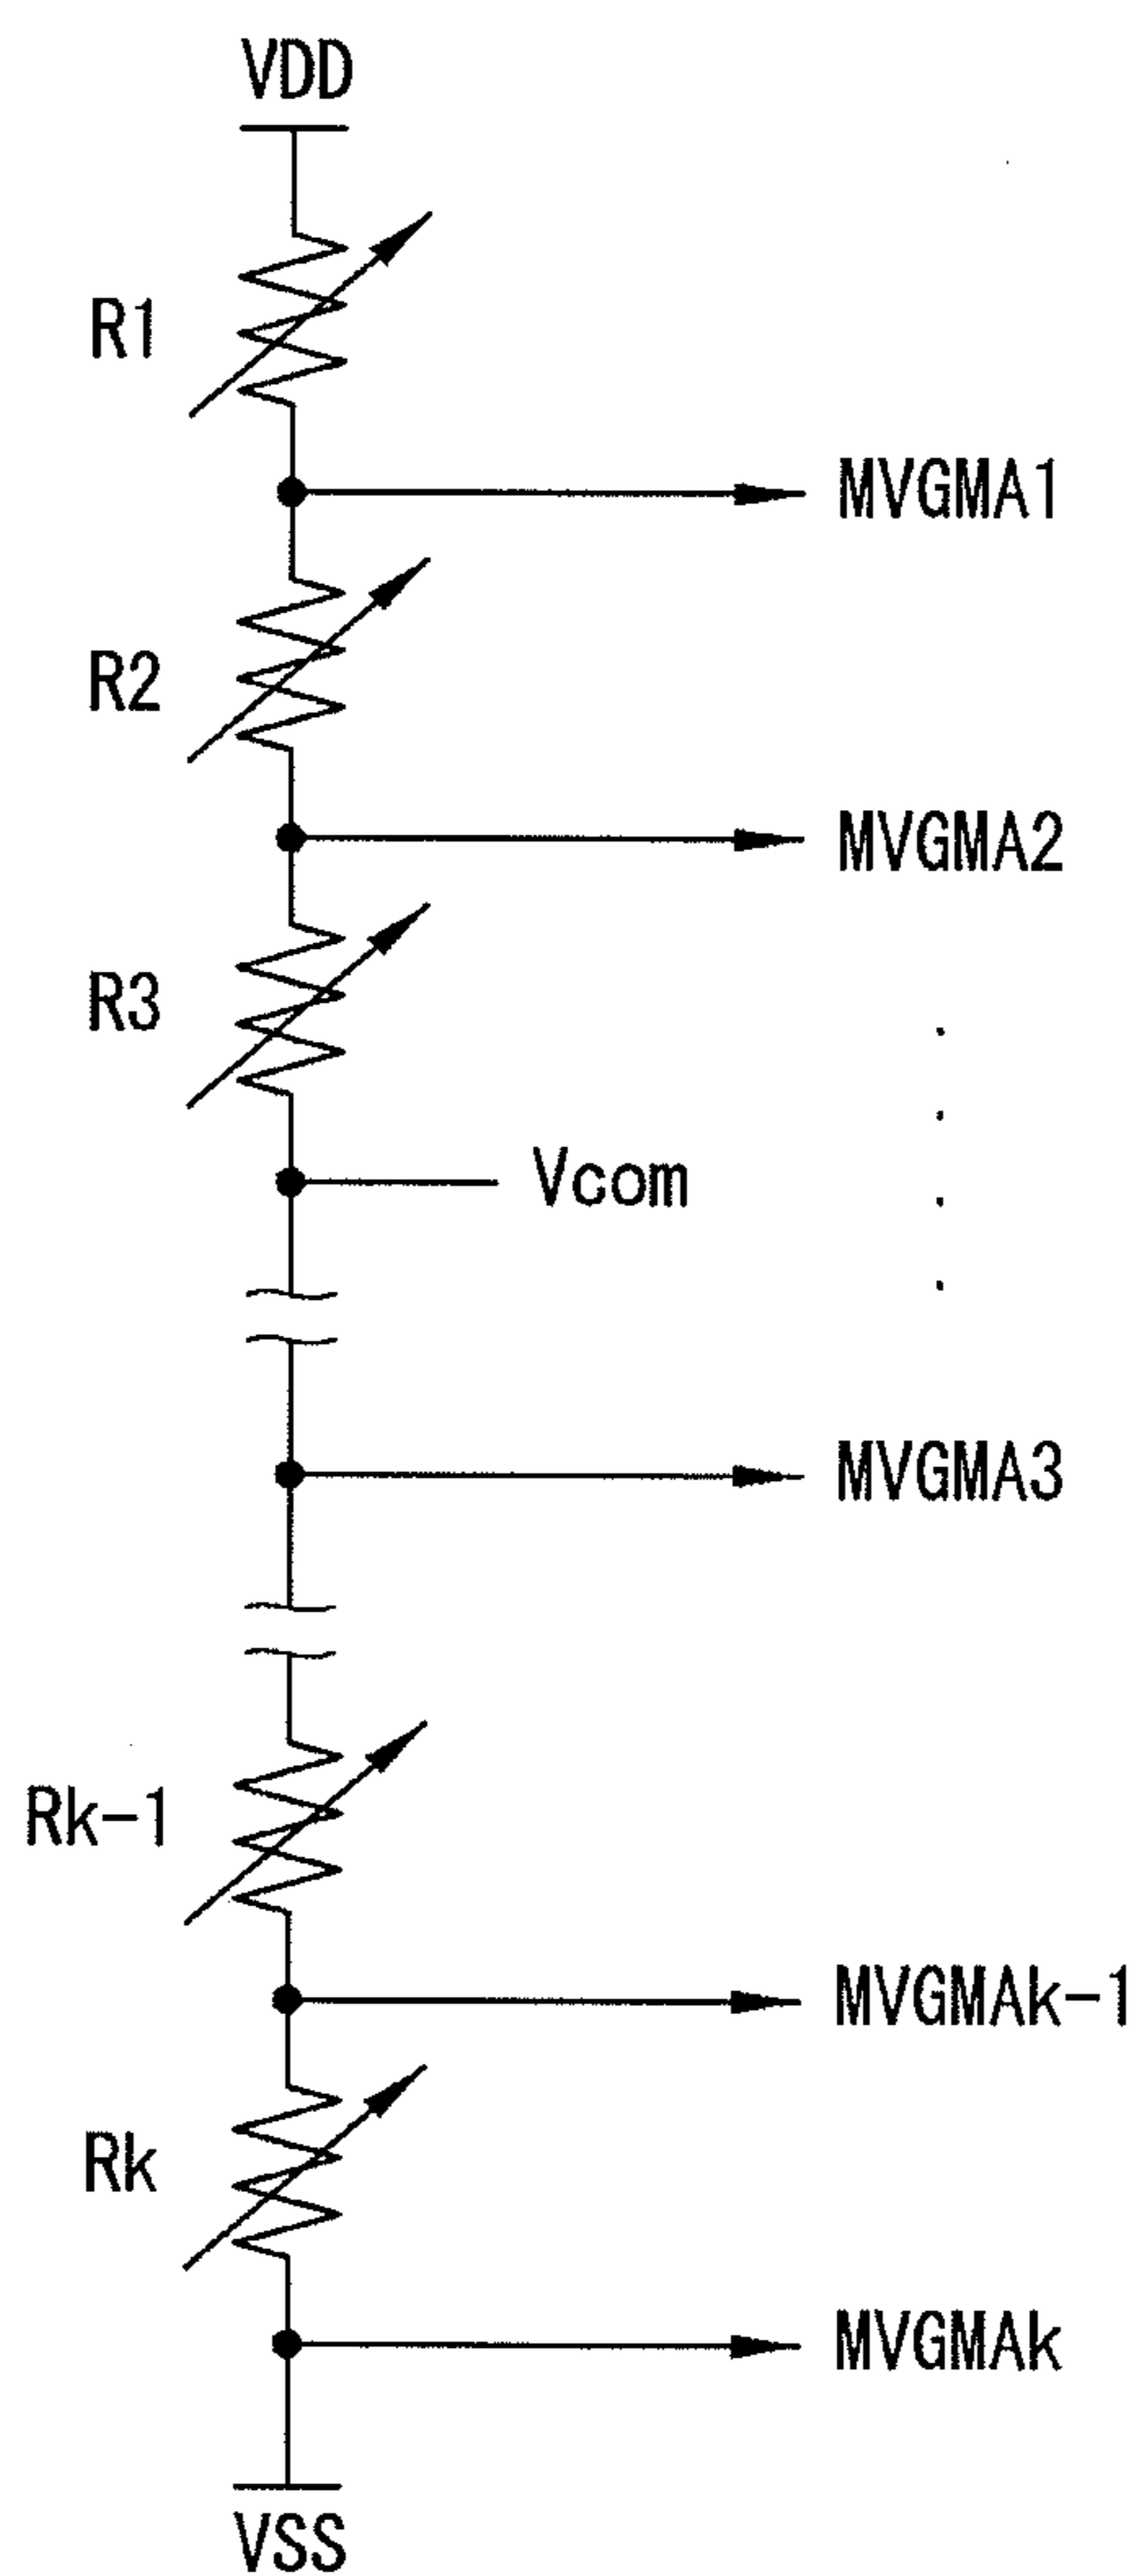 VDD
R1
MVGMA1
R2
MVGMA2
R3
Vcom
MVGMA3
Rk-1
MVGMAk-1
Rk
MVGMAk
VSS